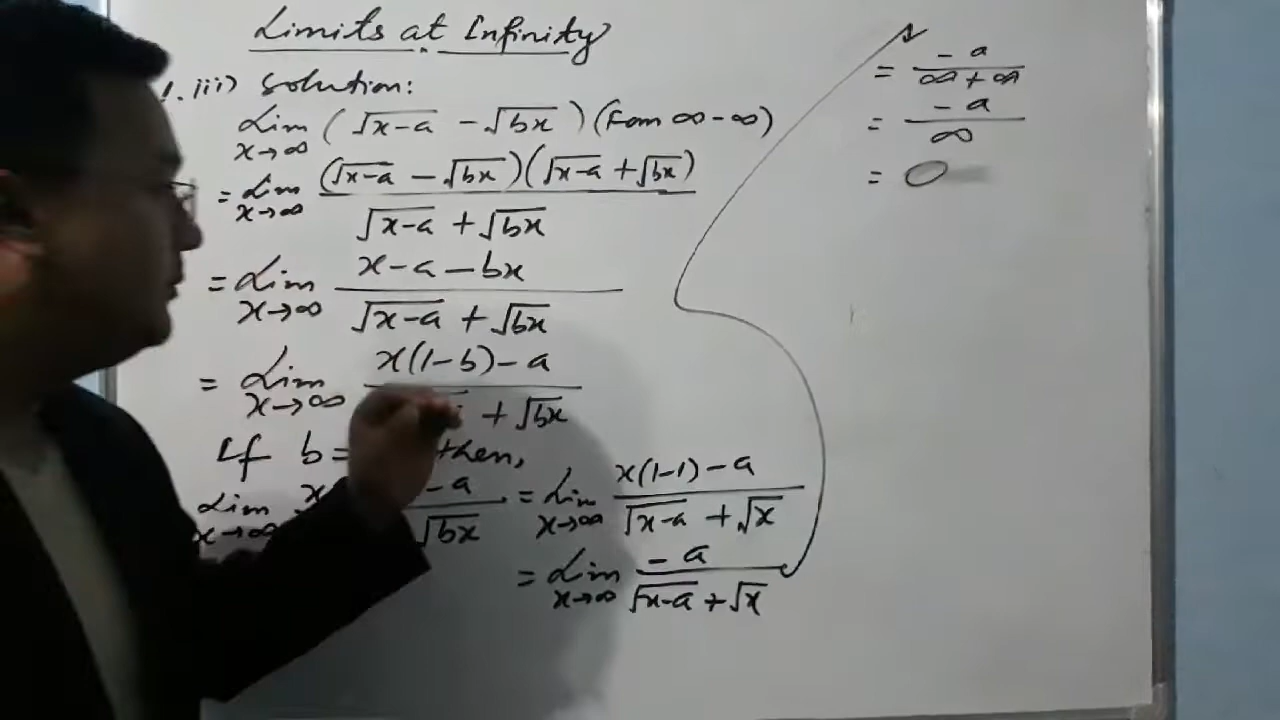 Limits at Infinity
1.iii) Solution:
Lim x→∞ (√x-a - √bx) (Form ∞-∞)
= Lim x→∞ (√x-a - √bx)(√x-a + √bx) / √x-a + √bx
= Lim x→∞ x-a-bx / √x-a + √bx
= Lim x→∞ x(1-b)-a / + √bx
If b= then,
Lim x→∞ x -a / √bx = Lim x→∞ x(1-1)-a / √x-a + √x
= Lim x→∞ -a / √x-a + √x
= -a / ∞+∞
= -a / ∞
= 0